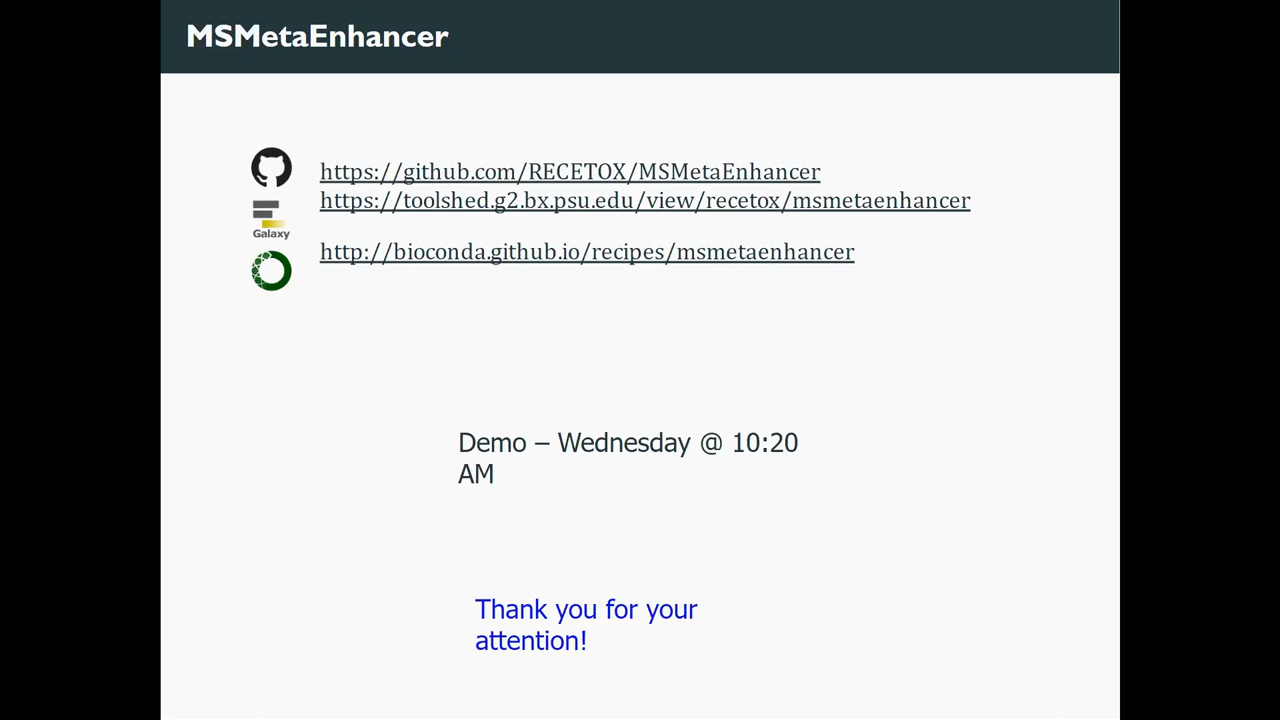 MSMetaEnhancer
https://github.com/RECETOX/MSMetaEnhancer
https://toolshed.g2.bx.psu.edu/view/recetox/msmetaenhancer
Galaxy
http://bioconda.github.io/recipes/msmetaenhancer
Demo – Wednesday @ 10:20
AM
Thank you for your
attention!